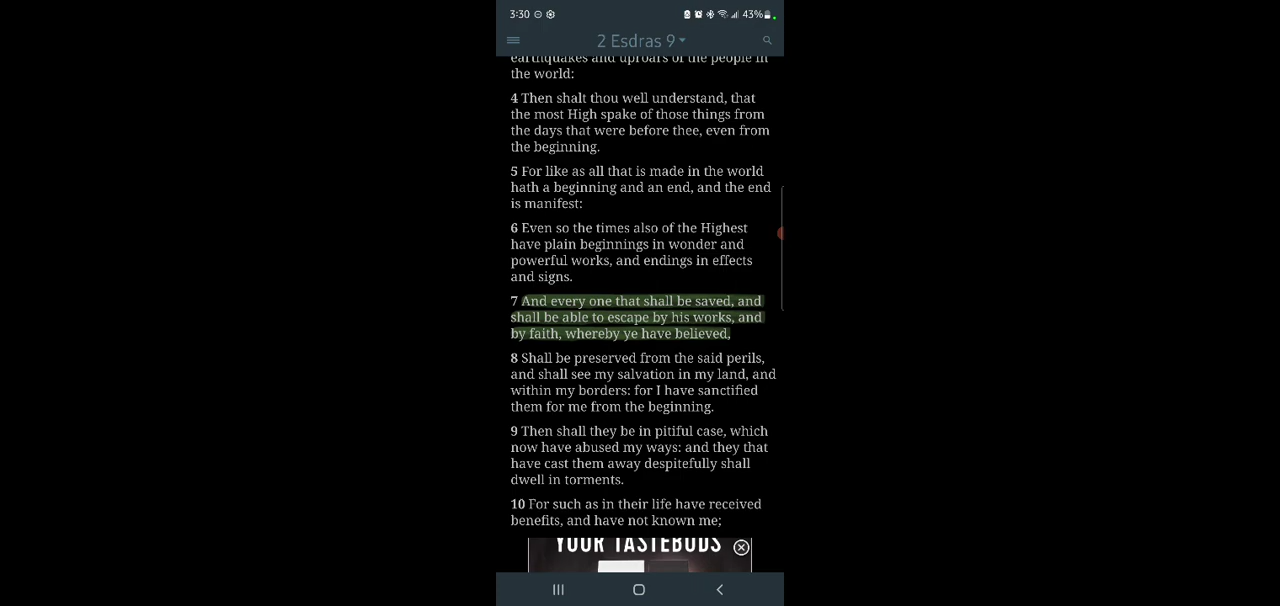 3:30
43%
2 Esdras 9
earthquakes and uproars of the people in
the world:
4 Then shalt thou well understand, that
the most High spake of those things from
the days that were before thee, even from
the beginning.
5 For like as all that is made in the world
hath a beginning and an end, and the end
is manifest:
6 Even so the times also of the Highest
have plain beginnings in wonder and
powerful works, and endings in effects
and signs.
7 And every one that shall be saved, and
shall be able to escape by his works, and
by faith, whereby ye have believed,
8 Shall be preserved from the said perils,
and shall see my salvation in my land, and
within my borders: for I have sanctified
them for me from the beginning.
9 Then shall they be in pitiful case, which
now have abused my ways: and they that
have cast them away despitefully shall
dwell in torments.
10 For such as in their life have received
benefits, and have not known me;
YOUR TASTEBUDS